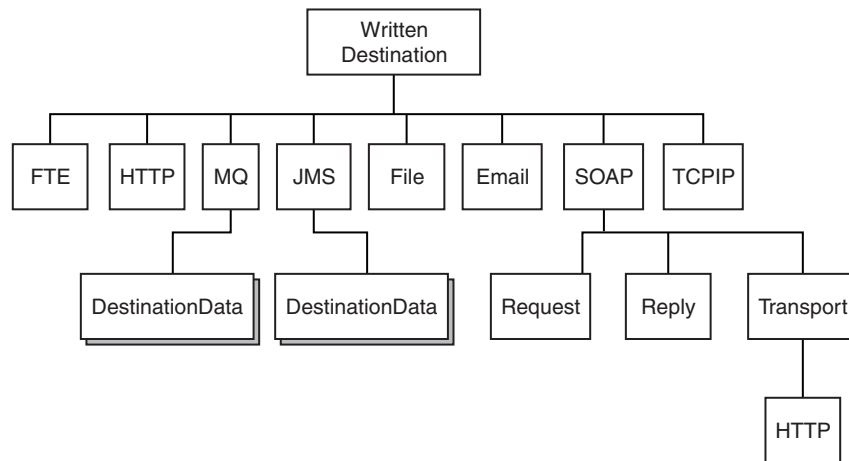 Written
Destination
FTE
HTTP
MQ
JMS
File
Email
SOAP
TCPIP
DestinationData
DestinationData
Request
Reply
Transport
HTTP